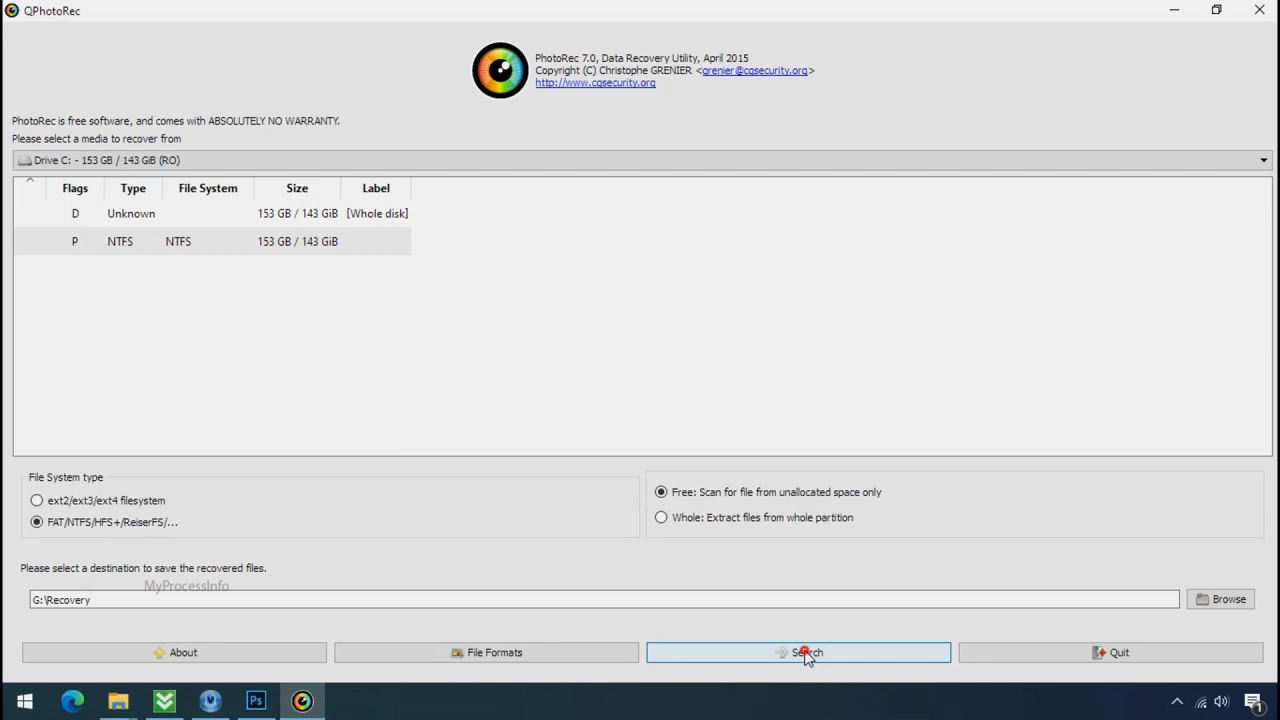 QPhotoRec
PhotoRec 7.0, Data Recovery Utility, April 2015
Copyright (C) Christophe GRENIER <grenier@cgsecurity.org>
http://www.cgsecurity.org
PhotoRec is free software, and comes with ABSOLUTELY NO WARRANTY.
Please select a media to recover from
Drive C: - 153 GB / 143 GiB (RO)
Flags Type File System Size Label
D Unknown 153 GB / 143 GiB [Whole disk]
P NTFS NTFS 153 GB / 143 GiB
File System type
ext2/ext3/ext4 filesystem
FAT/NTFS/HFS+/ReiserFS/...
Free: Scan for file from unallocated space only
Whole: Extract files from whole partition
Please select a destination to save the recovered files.
MyProcessInfo
G:\Recovery
Browse
About File Formats Search Quit
Ps
1